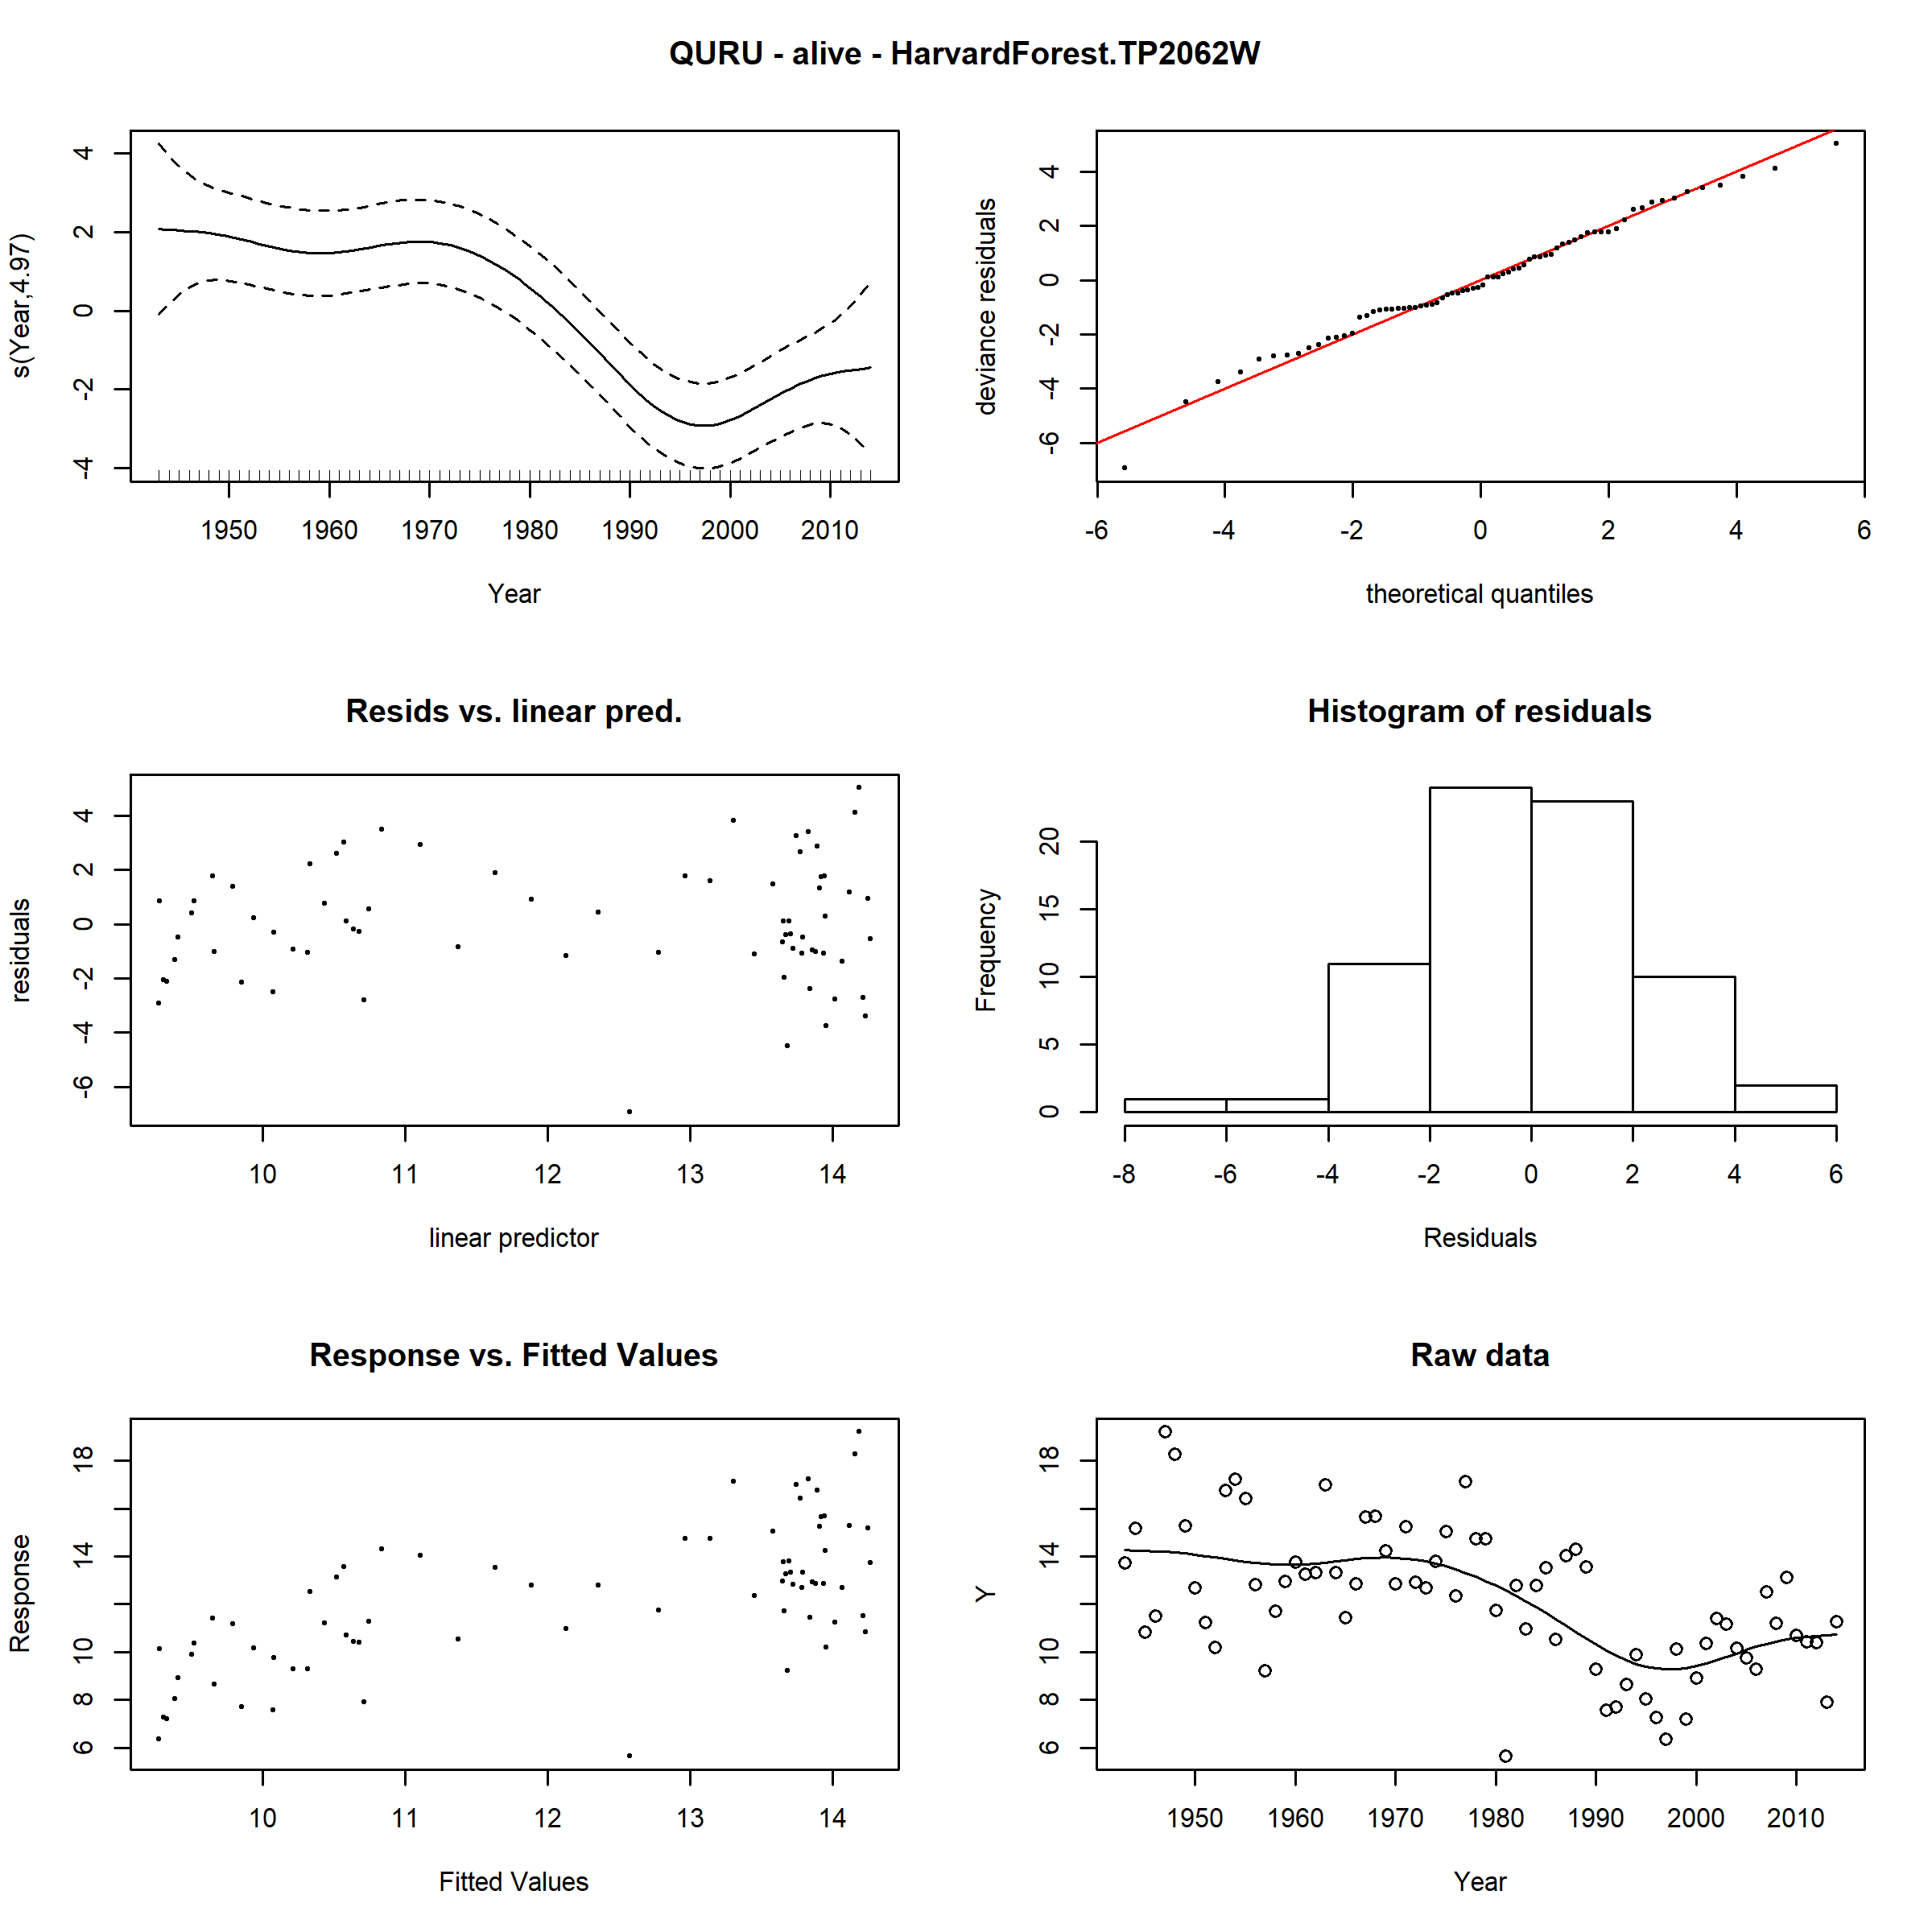 QURU - alive - HarvardForest.TP2062W
s(Year,4.97)
4
2
0
-2
-4
1950 1960 1970 1980 1990 2000 2010
Year
deviance residuals
4
2
0
-2
-4
-6
-6 -4 -2 0 2 4 6
theoretical quantiles
Resids vs. linear pred.
residuals
4
2
0
-2
-4
-6
10 11 12 13 14
linear predictor
Histogram of residuals
Frequency
20
15
10
5
0
-8 -6 -4 -2 0 2 4 6
Residuals
Response vs. Fitted Values
Response
18
14
10
8
6
10 11 12 13 14
Fitted Values
Raw data
Y
18
14
10
8
6
1950 1960 1970 1980 1990 2000 2010
Year